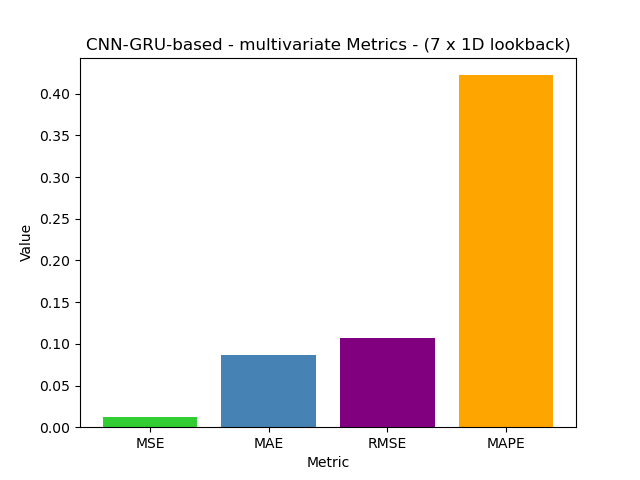 CNN-GRU-based - multivariate Metrics - (7 x 1D lookback)
0.40
0.35
0.30
0.25
0.20
0.15
0.10
0.05
0.00
Value
MSE MAE RMSE MAPE
Metric